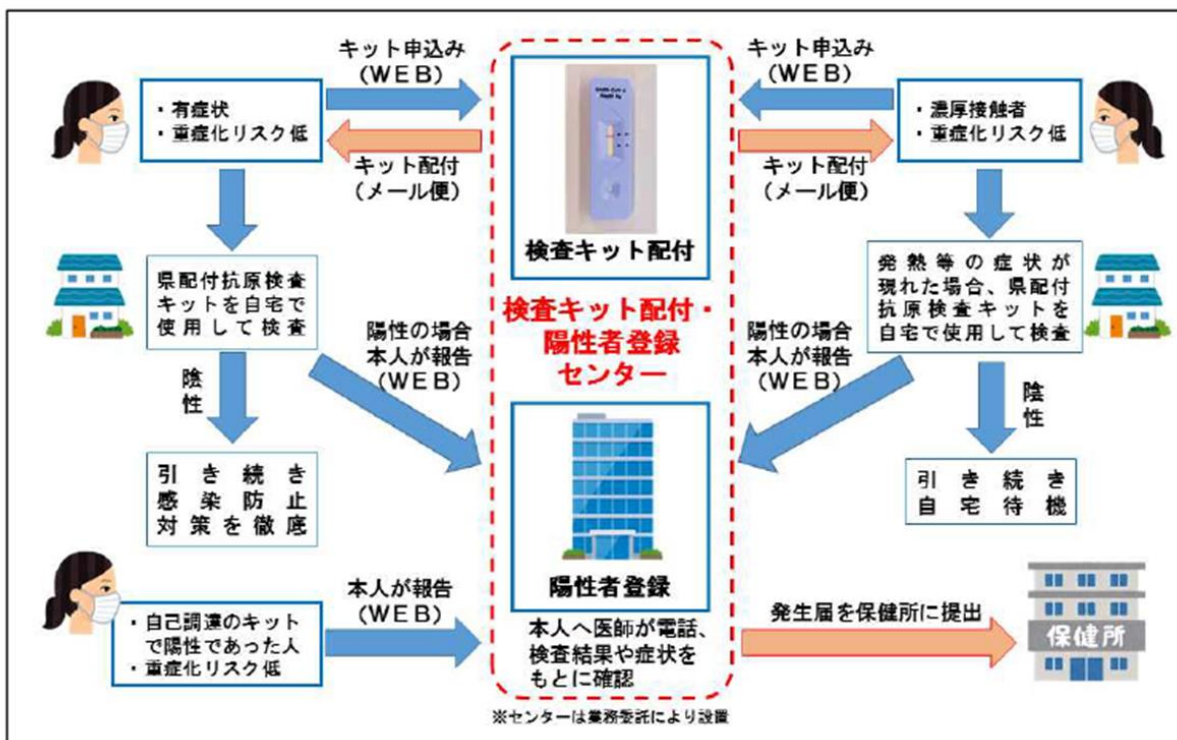 キット申込み
(WEB)
・有症状
・重症化リスク低
キット配付
(メール便)
県配付抗原検査
キットを自宅で
使用して検査
陰性
引き続き
感染防止
対策を徹底
陽性の場合
本人が報告
(WEB)
検査キット配付
検査キット配付・
陽性者登録
センター
陽性者登録
本人へ医師が電話、
検査結果や症状を
もとに確認
※センターは業務委託により設置
キット申込み
(WEB)
・濃厚接触者
・重症化リスク低
キット配付
(メール便)
発熱等の症状が
現れた場合、県配付
抗原検査キットを
自宅で使用して検査
陽性の場合
本人が報告
(WEB)
陰性
引き続き
自宅待機
・自己調達のキット
で陽性であった人
・重症化リスク低
本人が報告
(WEB)
発生届を保健所に提出
保健所